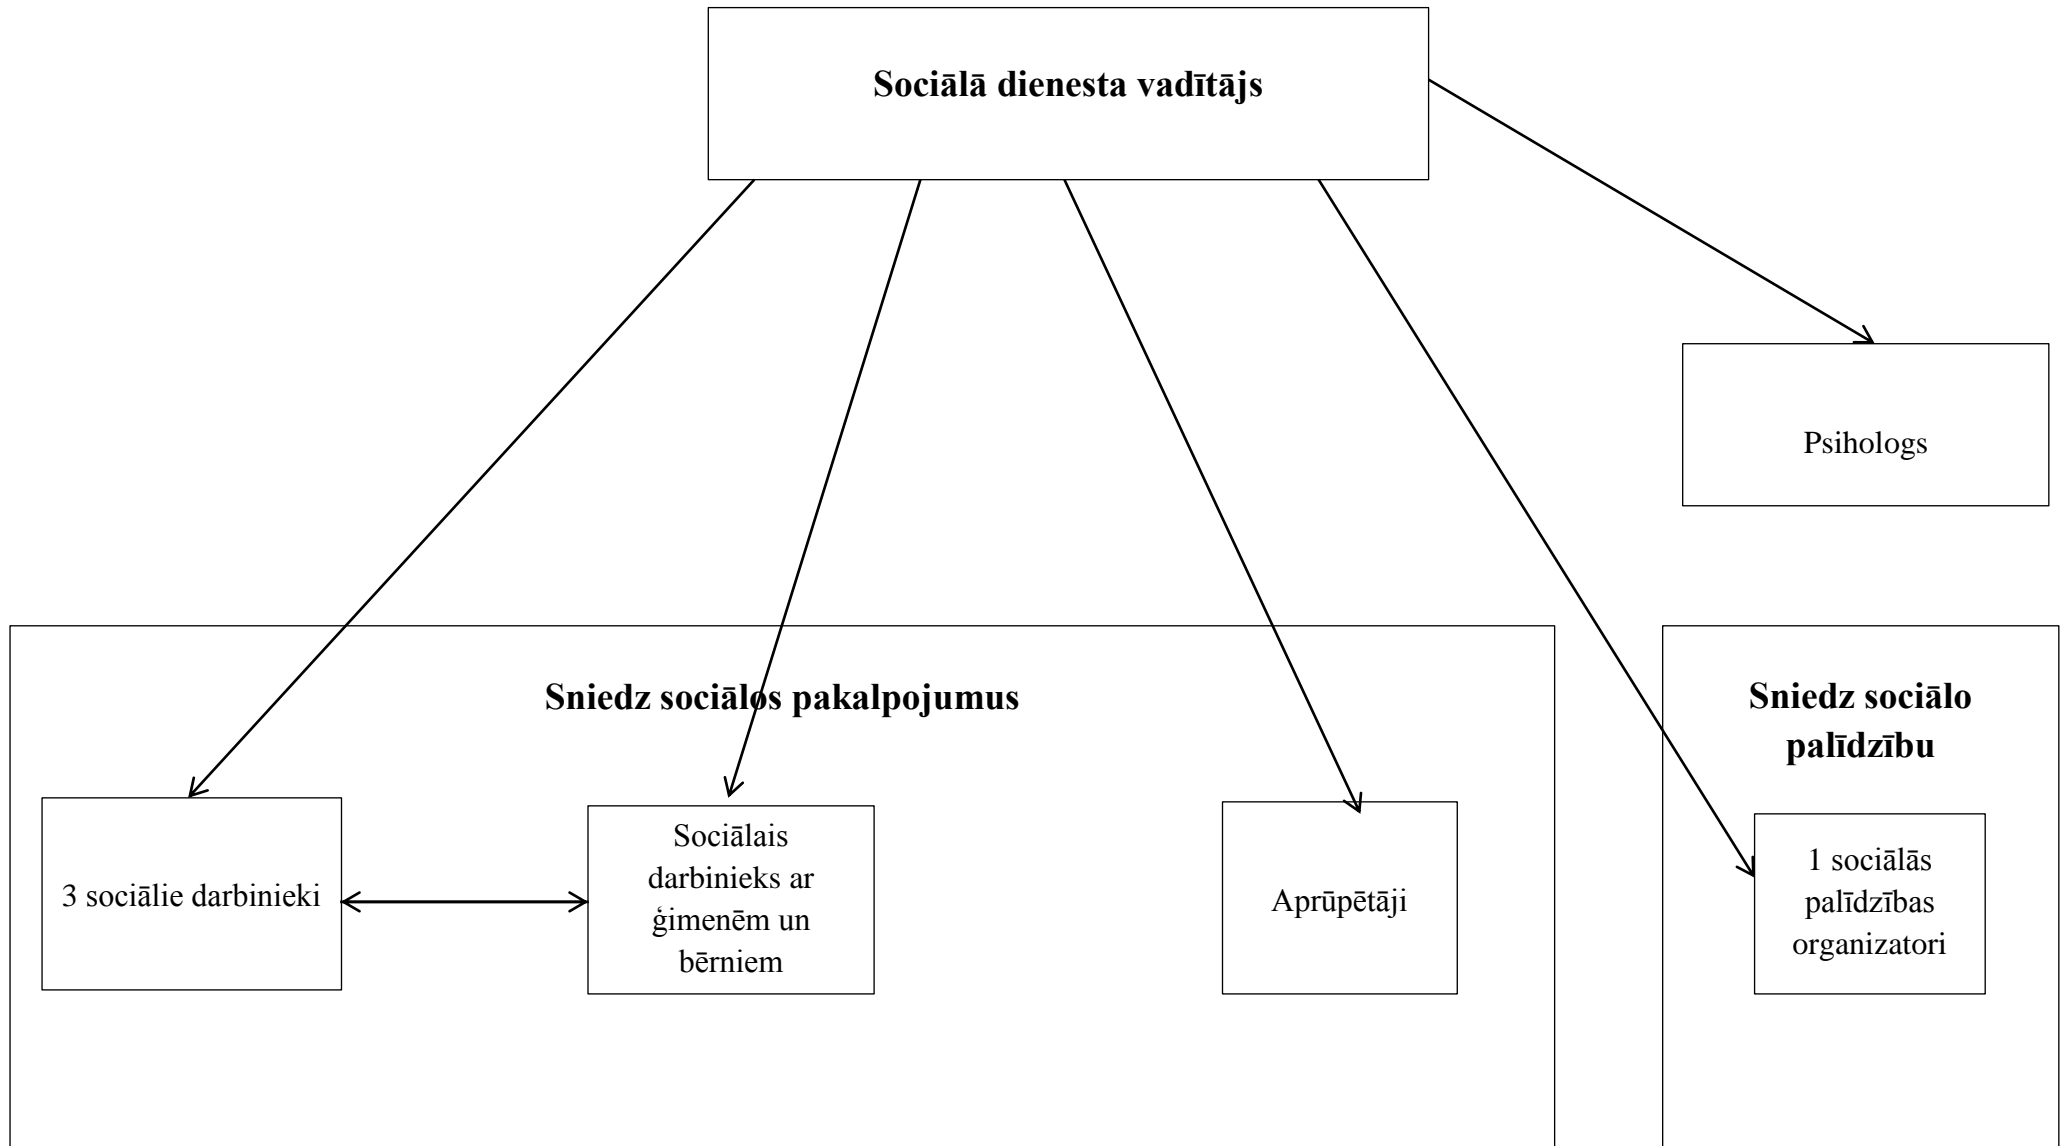 Sociālā dienesta vadītājs
Psihologs
Sniedz sociālos pakalpojumus
Sniedz sociālo
palīdzību
3 sociālie darbinieki
Sociālais
darbinieks ar
ģimenēm un
bērniem
Aprūpētāji
1 sociālās
palīdzības
organizatori